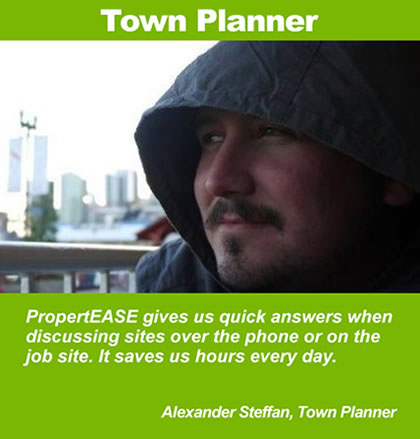 Town Planner
PropertEASE gives us quick answers when
discussing sites over the phone or on the
job site. It saves us hours every day.
Alexander Steffan, Town Planner